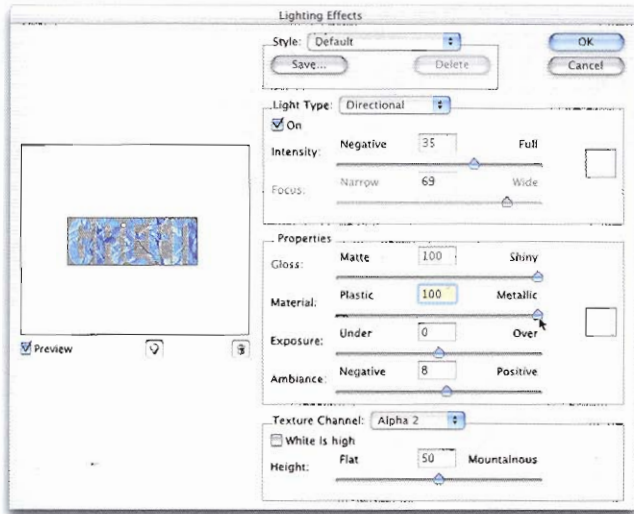 Lighting Effects
Style: Default
OK
Save...
Delete
Cancel
Light Type: Directional
On
Intensity: Negative 35 Full
Focus: Narrow 69 Wide
Properties
Gloss: Matte 100 Shiny
Material: Plastic 100 Metallic
Exposure: Under 0 Over
Ambiance: Negative 8 Positive
Preview
Texture Channel: Alpha 2
White is high
Height: Flat 50 Mountainous